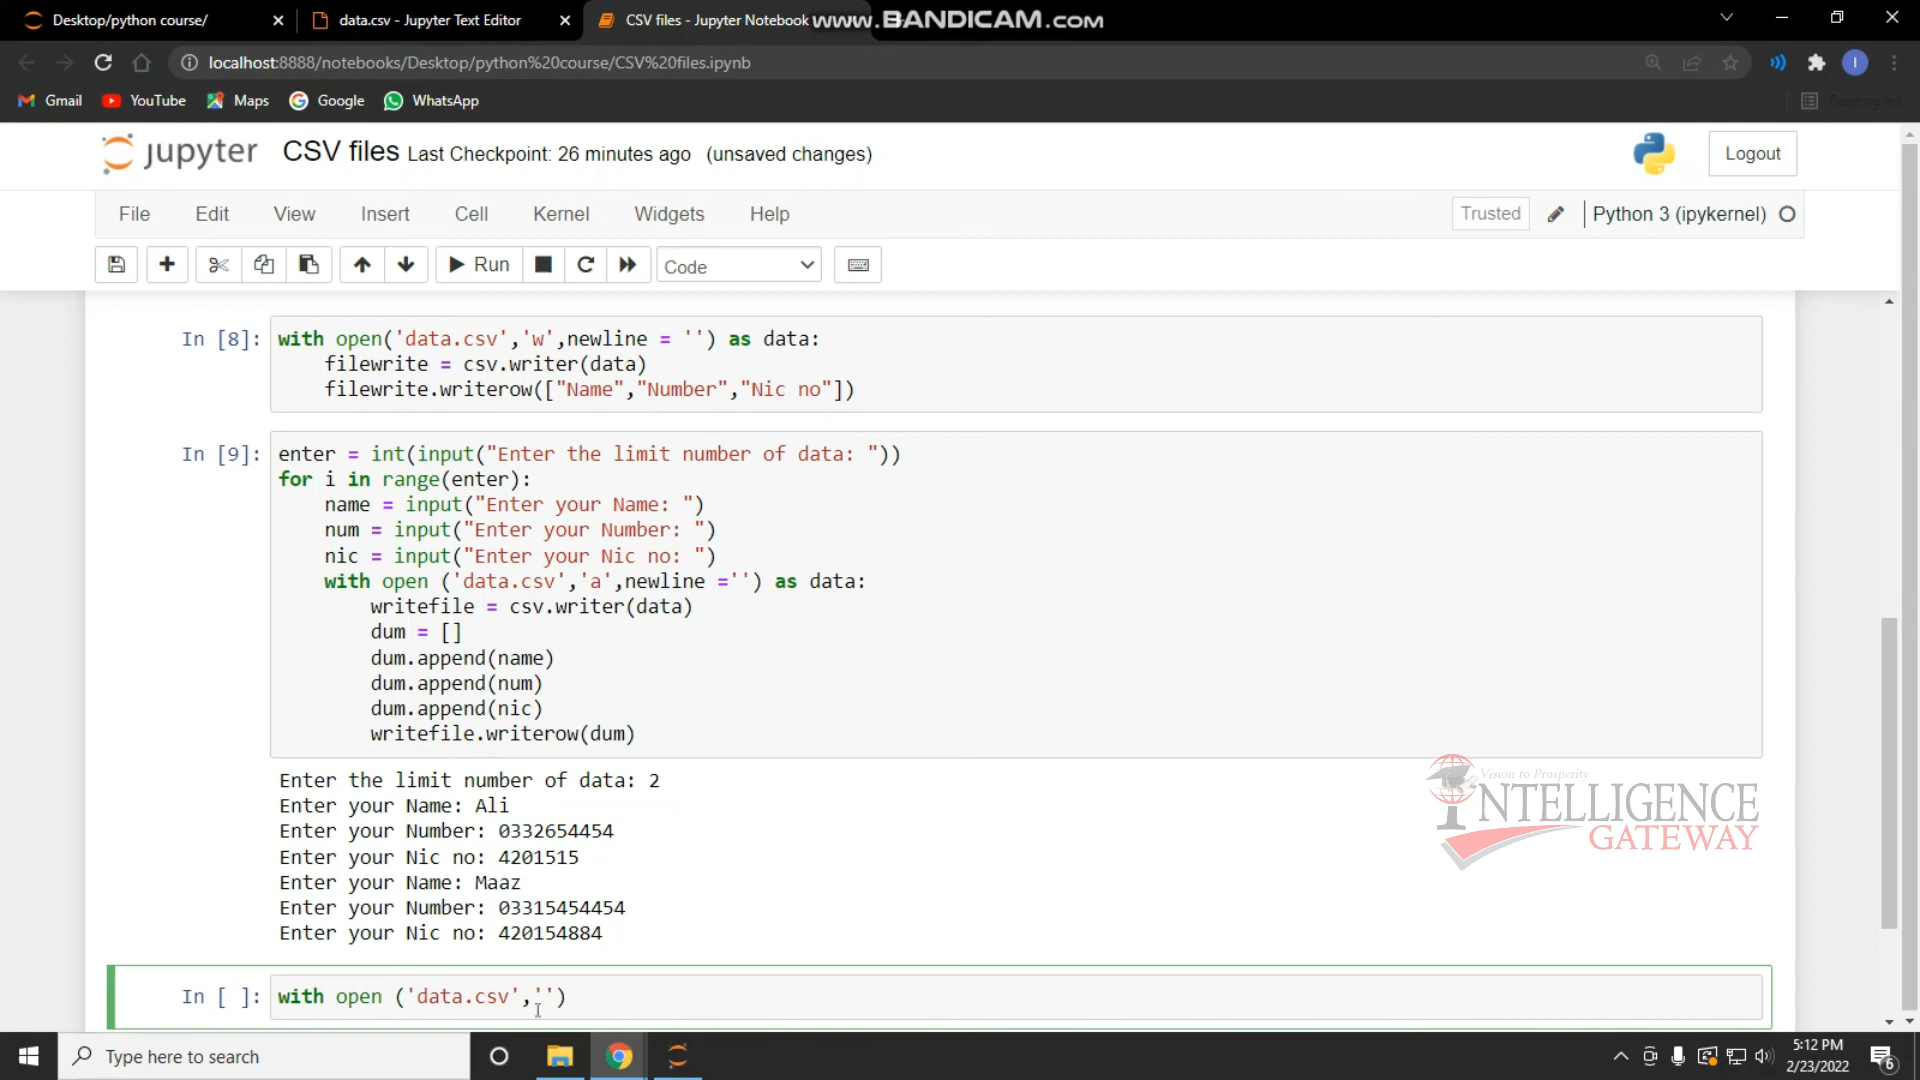 Desktop/python course/
data.csv - Jupyter Text Editor
CSV files - Jupyter Notebook
www.BANDICAM.com
localhost:8888/notebooks/Desktop/python%20course/CSV%20files.ipynb
I
Gmail YouTube Maps Google WhatsApp Reading list
jupyter CSV files Last Checkpoint: 26 minutes ago (unsaved changes) Logout
File Edit View Insert Cell Kernel Widgets Help Trusted Python 3 (ipykernel)
Run Code
In [8]: with open('data.csv','w',newline = '') as data:
filewrite = csv.writer(data)
filewrite.writerow(["Name","Number","Nic no"])
In [9]: enter = int(input("Enter the limit number of data: "))
for i in range(enter):
name = input("Enter your Name: ")
num = input("Enter your Number: ")
nic = input("Enter your Nic no: ")
with open ('data.csv','a',newline ='') as data:
writefile = csv.writer(data)
dum = []
dum.append(name)
dum.append(num)
dum.append(nic)
writefile.writerow(dum)
Enter the limit number of data: 2
Enter your Name: Ali
Enter your Number: 0332654454
Enter your Nic no: 4201515
Enter your Name: Maaz
Enter your Number: 03315454454
Enter your Nic no: 420154884
Vision to Prosperity
INTELLIGENCE
GATEWAY
In [ ]: with open ('data.csv','')
Type here to search
5:12 PM
2/23/2022
6